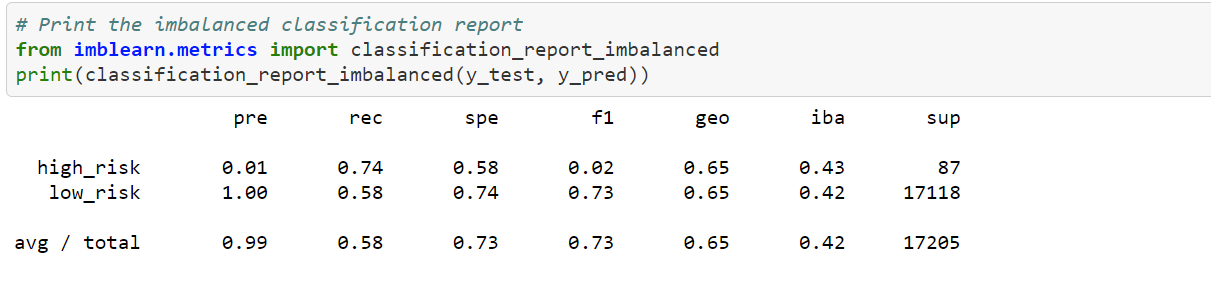 # Print the imbalanced classification report
from imblearn.metrics import classification_report_imbalanced
print(classification_report_imbalanced(y_test, y_pred))
pre rec spe f1 geo iba sup
high_risk 0.01 0.74 0.58 0.02 0.65 0.43 87
low_risk 1.00 0.58 0.74 0.73 0.65 0.42 17118
avg / total 0.99 0.58 0.73 0.73 0.65 0.42 17205